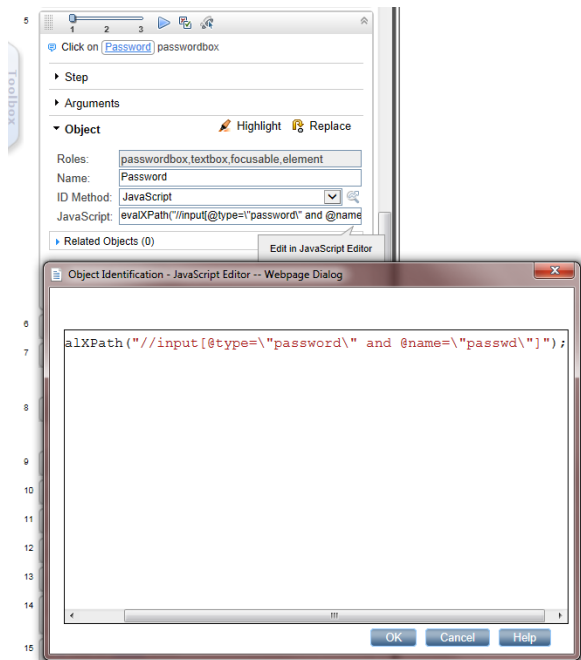 5
1 2 3
Click on Password passwordbox
Toolbox
Step
Arguments
Object Highlight Replace
Roles: passwordbox,textbox,focusable,element
Name: Password
ID Method: JavaScript
JavaScript: evalXPath("//input[@type=\"password\" and @name
Related Objects (0)
Edit in JavaScript Editor
Object Identification - JavaScript Editor -- Webpage Dialog
6
7
alXPath("//input[@type=\"password\" and @name=\"passwd\"]");
8
9
10
11
12
13
14
OK Cancel Help
15